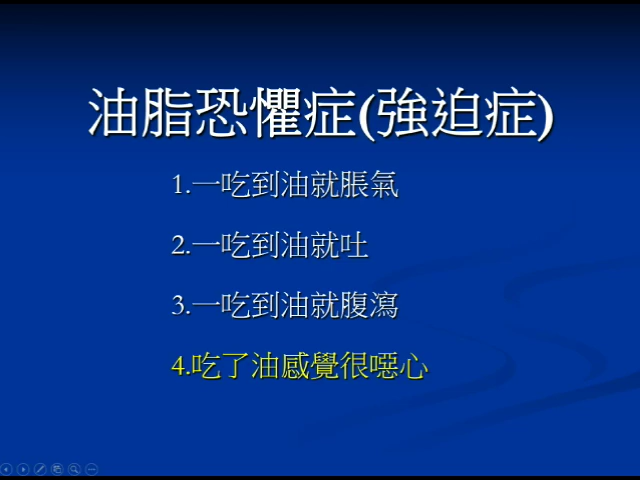 油脂恐懼症(強迫症)
1.一吃到油就脹氣
2.一吃到油就吐
3.一吃到油就腹瀉
4.吃了油感覺很噁心